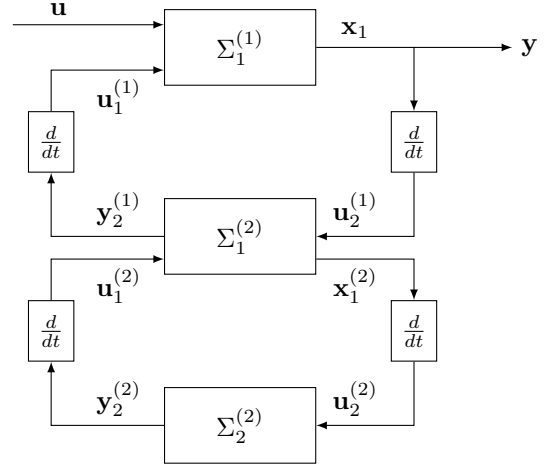 u
Σ₁⁽¹⁾
x₁
y
u₁⁽¹⁾
d/dt
d/dt
y₂⁽¹⁾
u₂⁽¹⁾
Σ₁⁽²⁾
u₁⁽²⁾
x₁⁽²⁾
d/dt
d/dt
y₂⁽²⁾
u₂⁽²⁾
Σ₂⁽²⁾